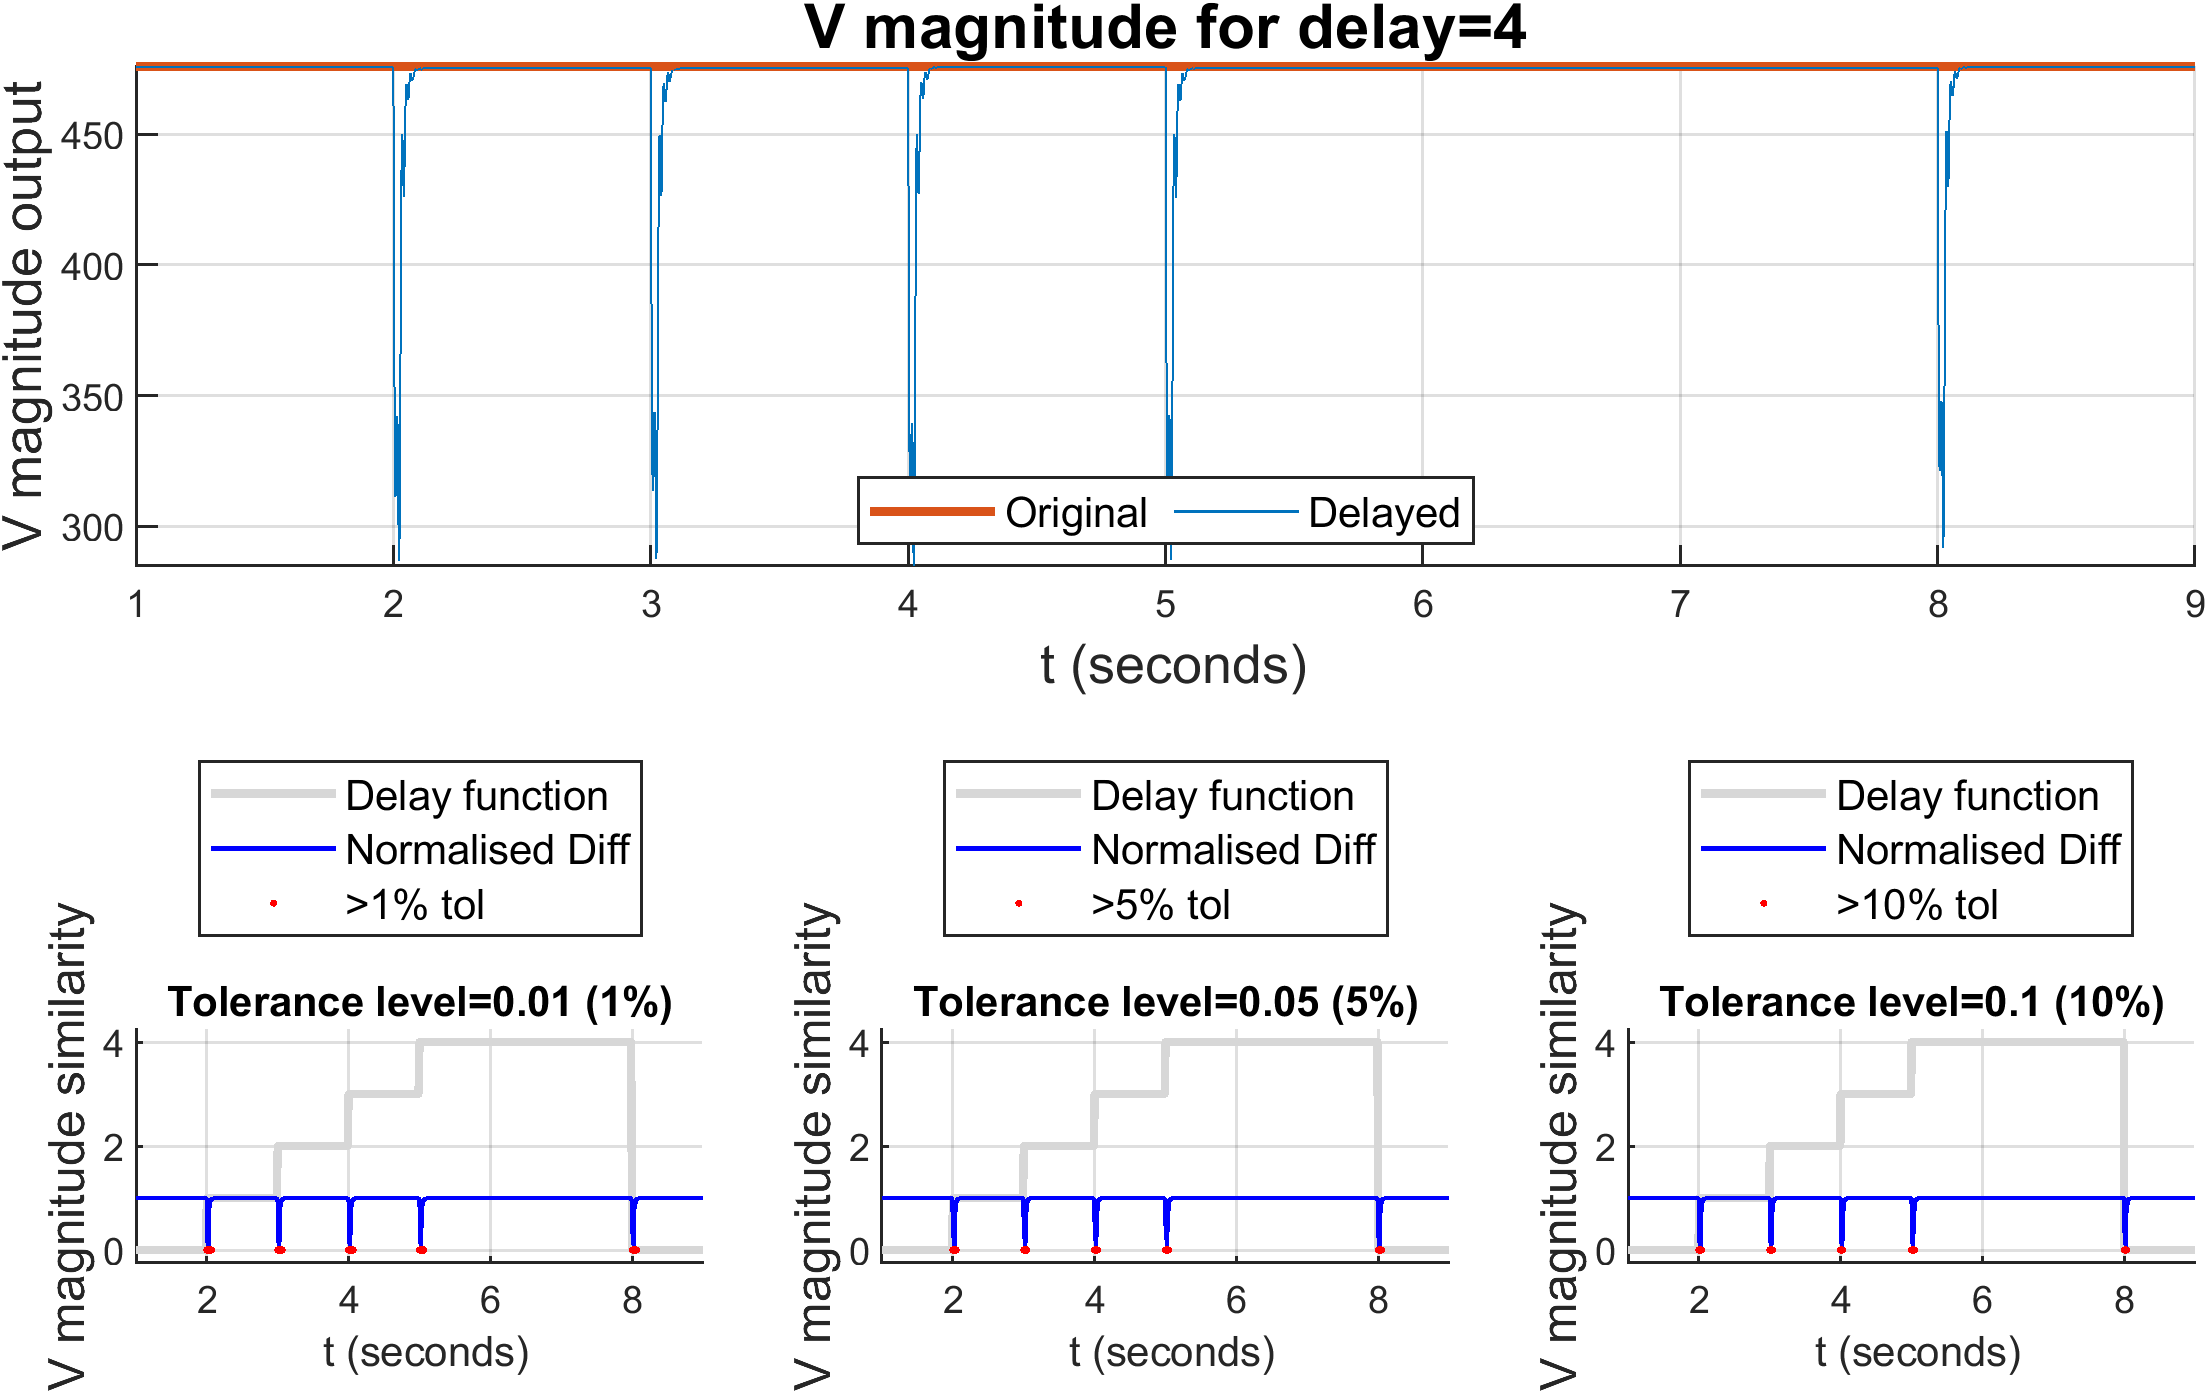 V magnitude for delay=4
V magnitude output
450
400
350
300
Original
Delayed
1
2
3
4
5
6
7
8
9
t (seconds)
Delay function
Normalised Diff
>1% tol
Tolerance level=0.01 (1%)
V magnitude similarity
4
2
0
2
4
6
8
t (seconds)
Delay function
Normalised Diff
>5% tol
Tolerance level=0.05 (5%)
V magnitude similarity
4
2
0
2
4
6
8
t (seconds)
Delay function
Normalised Diff
>10% tol
Tolerance level=0.1 (10%)
V magnitude similarity
4
2
0
2
4
6
8
t (seconds)